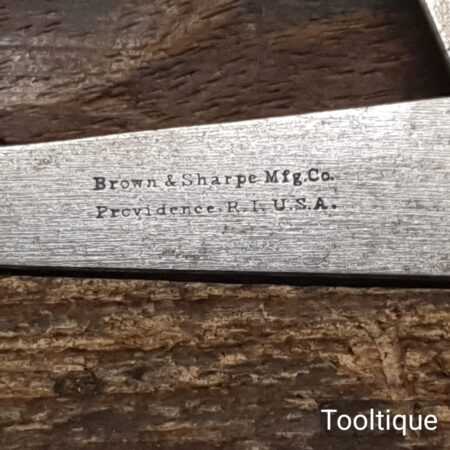 Brown & Sharpe Mfg.Co.
Providence. R. I. U.S.A.
Tooltique